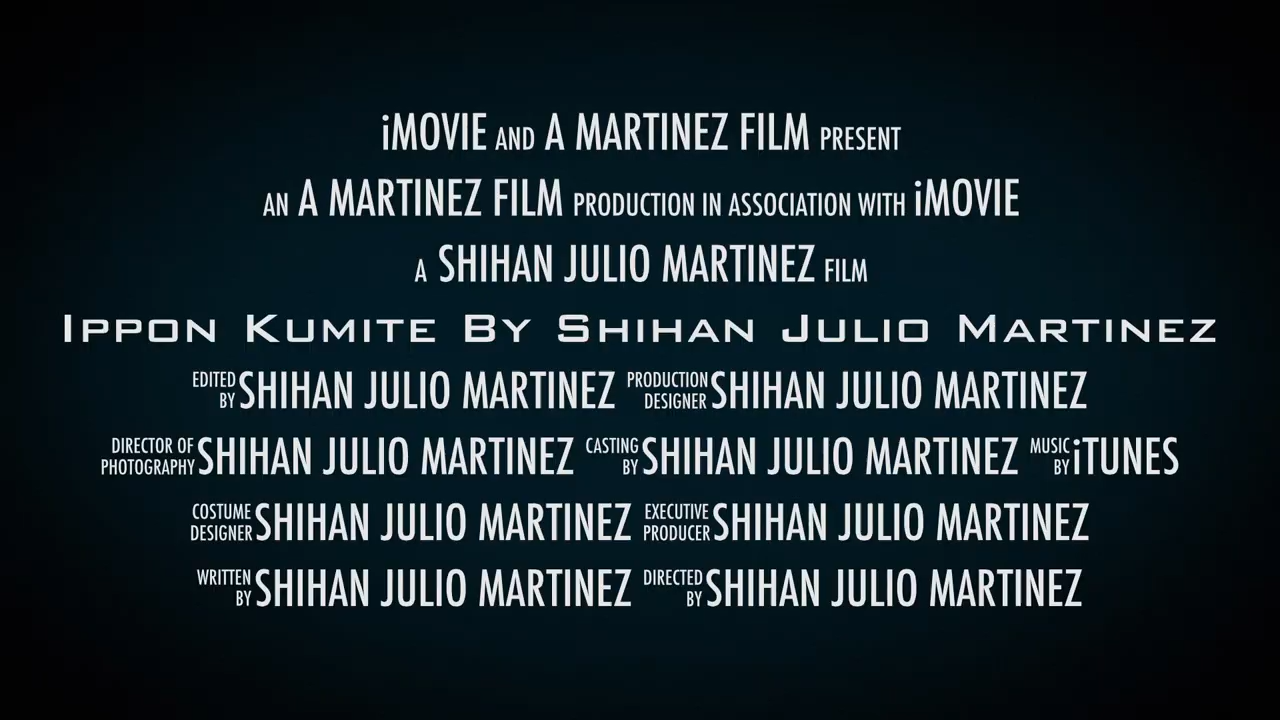 iMOVIE AND A MARTINEZ FILM PRESENT
AN A MARTINEZ FILM PRODUCTION IN ASSOCIATION WITH iMOVIE
A SHIHAN JULIO MARTINEZ FILM
IPPON KUMITE BY SHIHAN JULIO MARTINEZ
EDITED BY SHIHAN JULIO MARTINEZ PRODUCTION DESIGNER SHIHAN JULIO MARTINEZ
DIRECTOR OF PHOTOGRAPHY SHIHAN JULIO MARTINEZ CASTING BY SHIHAN JULIO MARTINEZ MUSIC BY iTUNES
COSTUME DESIGNER SHIHAN JULIO MARTINEZ EXECUTIVE PRODUCER SHIHAN JULIO MARTINEZ
WRITTEN BY SHIHAN JULIO MARTINEZ DIRECTED BY SHIHAN JULIO MARTINEZ